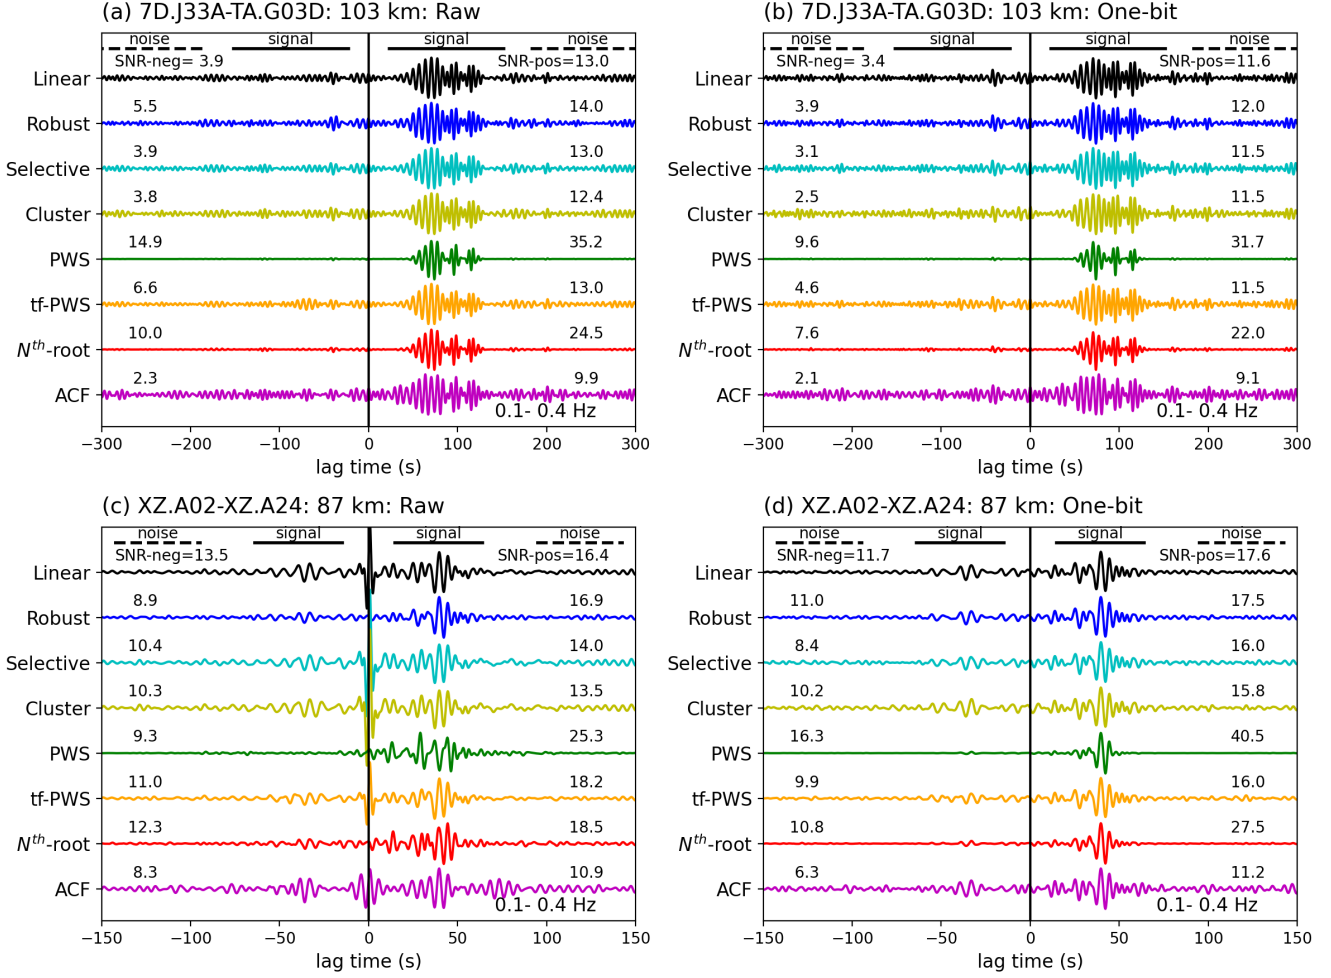 (a) 7D.J33A-TA.G03D: 103 km: Raw
noise signal signal noise
SNR-neg= 3.9 SNR-pos=13.0
Linear
5.5 14.0
Robust
3.9 13.0
Selective
3.8 12.4
Cluster
14.9 35.2
PWS
6.6 13.0
tf-PWS
10.0 24.5
Nth-root
2.3 9.9
ACF
0.1- 0.4 Hz
−300 −200 −100 0 100 200 300
lag time (s)
(b) 7D.J33A-TA.G03D: 103 km: One-bit
noise signal signal noise
SNR-neg= 3.4 SNR-pos=11.6
Linear
3.9 12.0
Robust
3.1 11.5
Selective
2.5 11.5
Cluster
9.6 31.7
PWS
4.6 11.5
tf-PWS
7.6 22.0
Nth-root
2.1 9.1
ACF
0.1- 0.4 Hz
−300 −200 −100 0 100 200 300
lag time (s)
(c) XZ.A02-XZ.A24: 87 km: Raw
noise signal signal noise
SNR-neg=13.5 SNR-pos=16.4
Linear
8.9 16.9
Robust
10.4 14.0
Selective
10.3 13.5
Cluster
9.3 25.3
PWS
11.0 18.2
tf-PWS
12.3 18.5
Nth-root
8.3 10.9
ACF
0.1- 0.4 Hz
−150 −100 −50 0 50 100 150
lag time (s)
(d) XZ.A02-XZ.A24: 87 km: One-bit
noise signal signal noise
SNR-neg=11.7 SNR-pos=17.6
Linear
11.0 17.5
Robust
8.4 16.0
Selective
10.2 15.8
Cluster
16.3 40.5
PWS
9.9 16.0
tf-PWS
10.8 27.5
Nth-root
6.3 11.2
ACF
0.1- 0.4 Hz
−150 −100 −50 0 50 100 150
lag time (s)